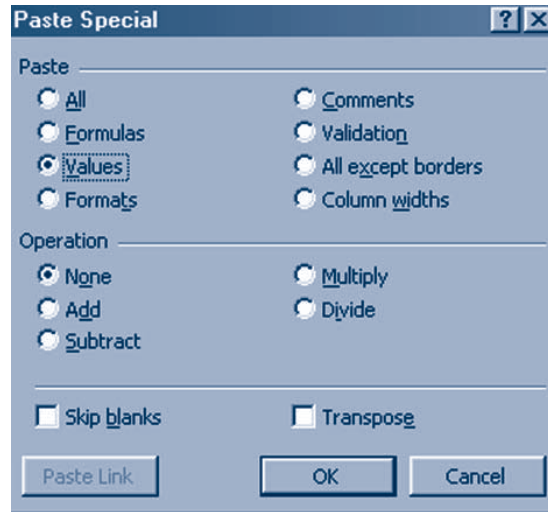 Paste Special ? X
Paste
All
Formulas
Values
Formats
Comments
Validation
All except borders
Column widths
Operation
None
Add
Subtract
Multiply
Divide
Skip blanks
Transpose
Paste Link
OK
Cancel